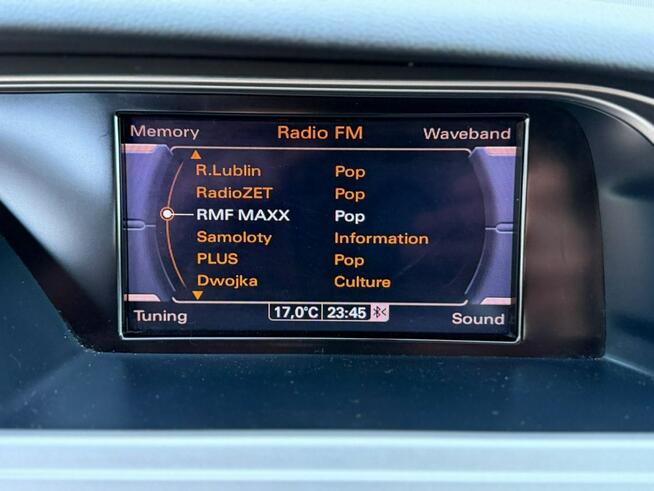 Memory Radio FM Waveband
R.Lublin Pop
RadioZET Pop
RMF MAXX Pop
Samoloty Information
PLUS Pop
Dwojka Culture
Tuning 17,0°C 23:45 Sound